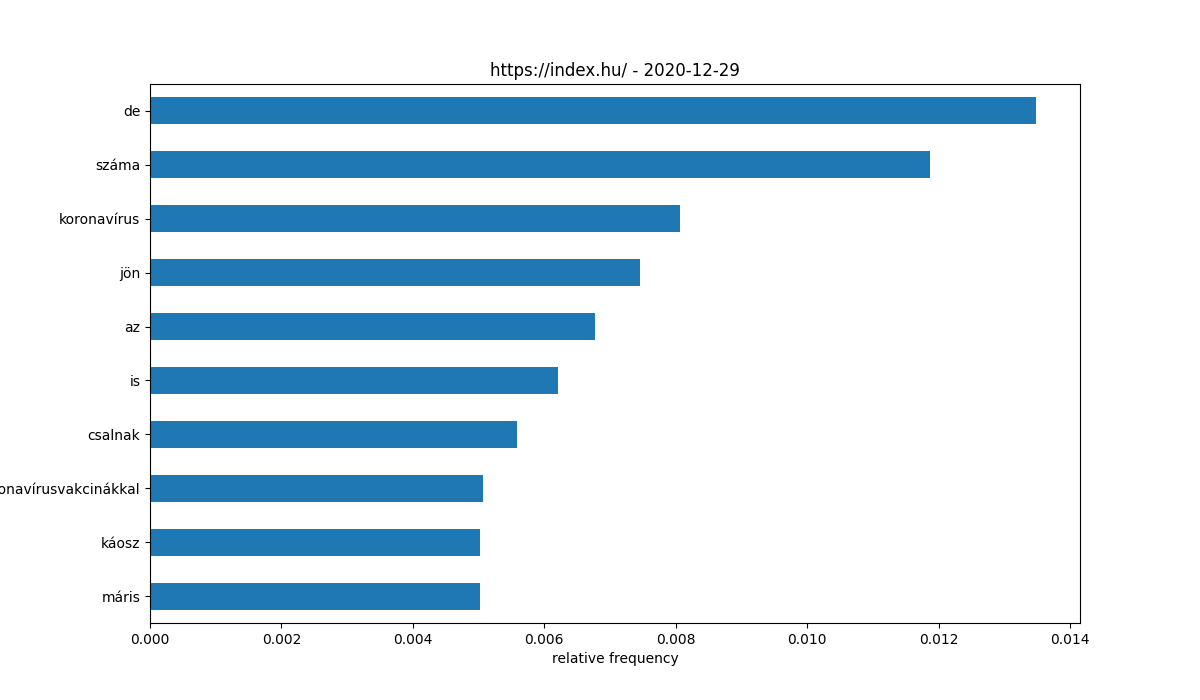 https://index.hu/ - 2020-12-29
de
száma
koronavírus
jön
az
is
csalnak
onavírusvakcinákkal
káosz
máris
0.000 0.002 0.004 0.006 0.008 0.010 0.012 0.014
relative frequency